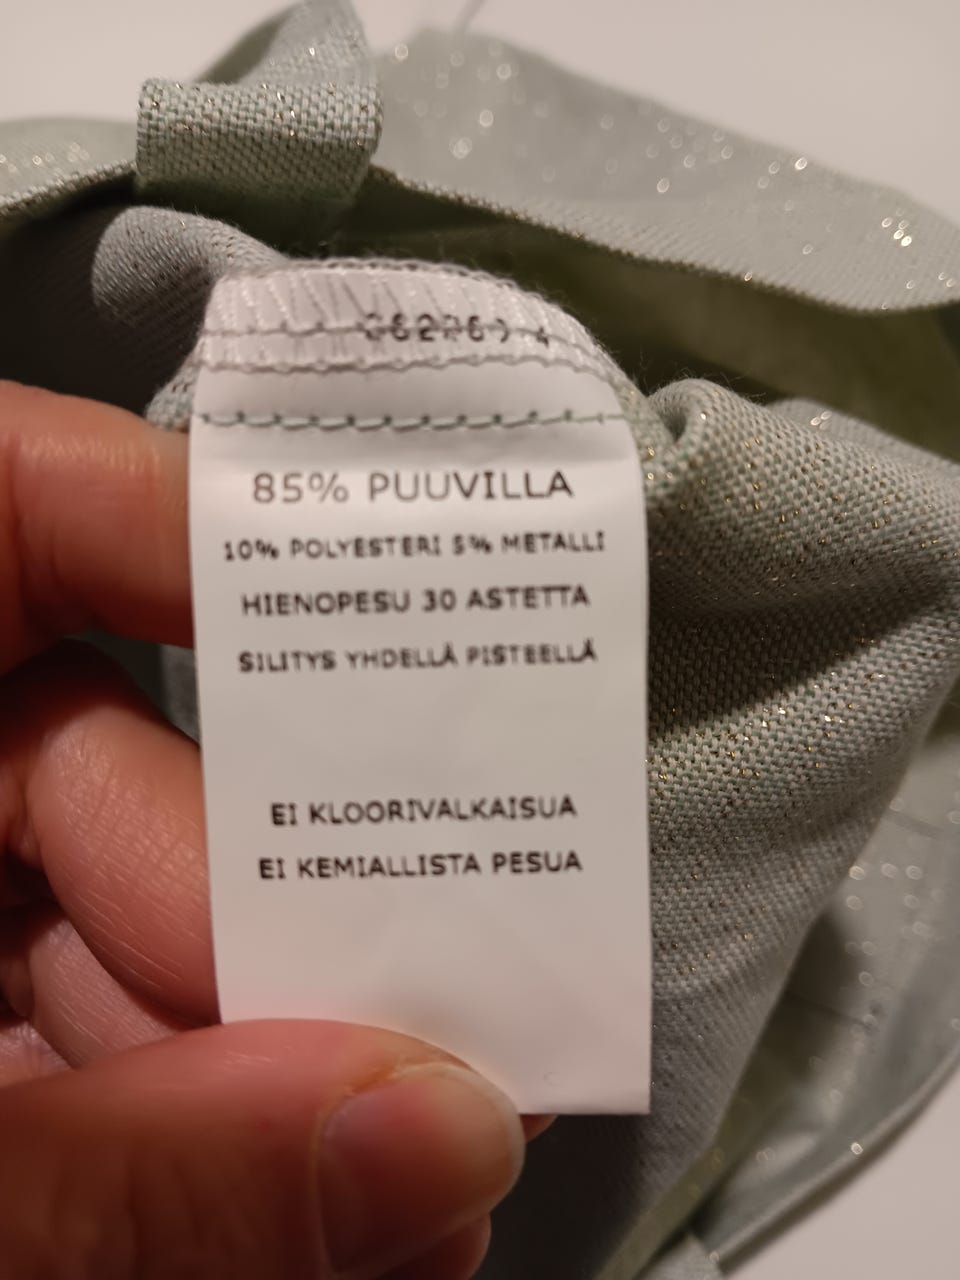 85% PUUVILLA
10% POLYESTERI 5% METALLI
HIENOPESU 30 ASTETTA
SILITYS YHDELLÄ PISTEELLÄ
EI KLOORIVALKAISUA
EI KEMIALLISTA PESUA